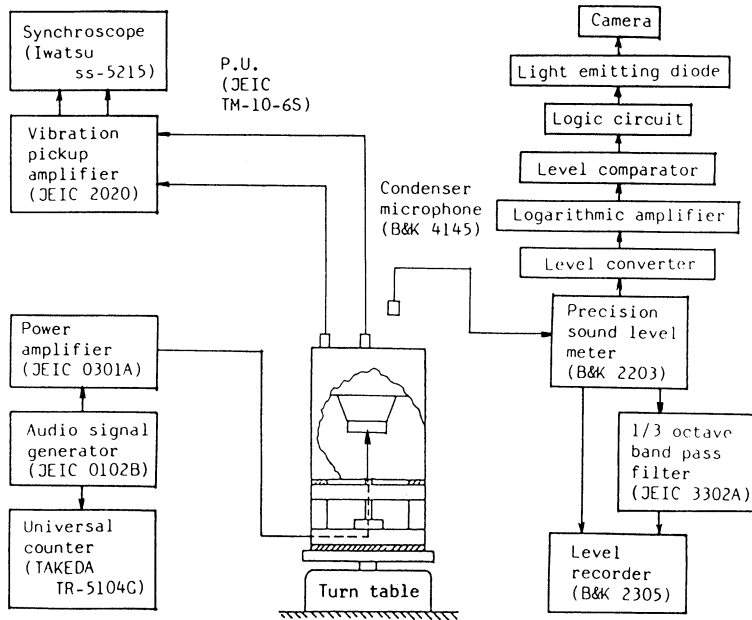 Synchroscope
(Iwatsu
ss-5215)
Vibration
pickup
amplifier
(JEIC 2020)
P.U.
(JEIC
TM-10-6S)
Condenser
microphone
(B&K 4145)
Camera
Light emitting diode
Logic circuit
Level comparator
Logarithmic amplifier
Level converter
Precision
sound level
meter
(B&K 2203)
Power
amplifier
(JEIC 0301A)
Audio signal
generator
(JEIC 0102B)
Universal
counter
(TAKEDA
TR-5104G)
Turn table
1/3 octave
band pass
filter
(JEIC 3302A)
Level
recorder
(B&K 2305)